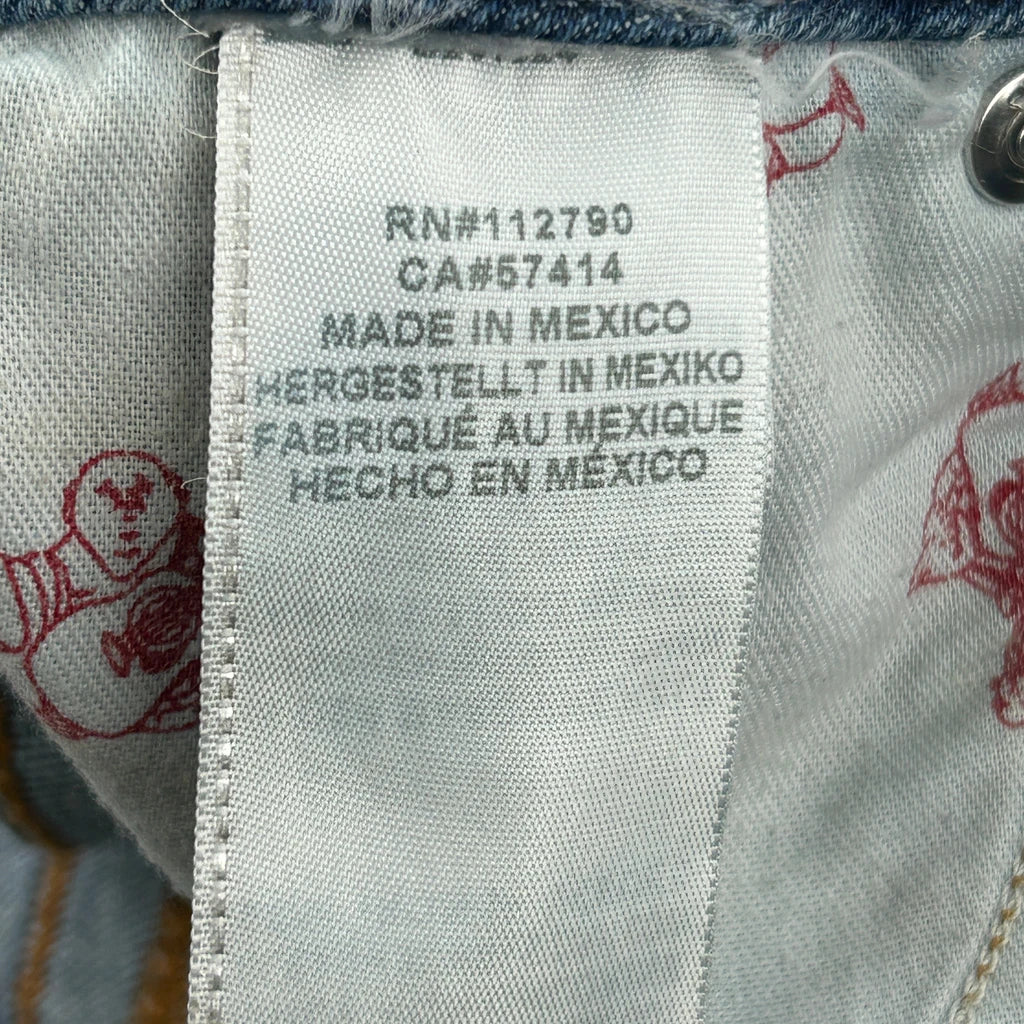 RN#112790
CA#57414
MADE IN MEXICO
HERGESTELLT IN MEXIKO
FABRIQUÉ AU MEXIQUE
HECHO EN MÉXICO